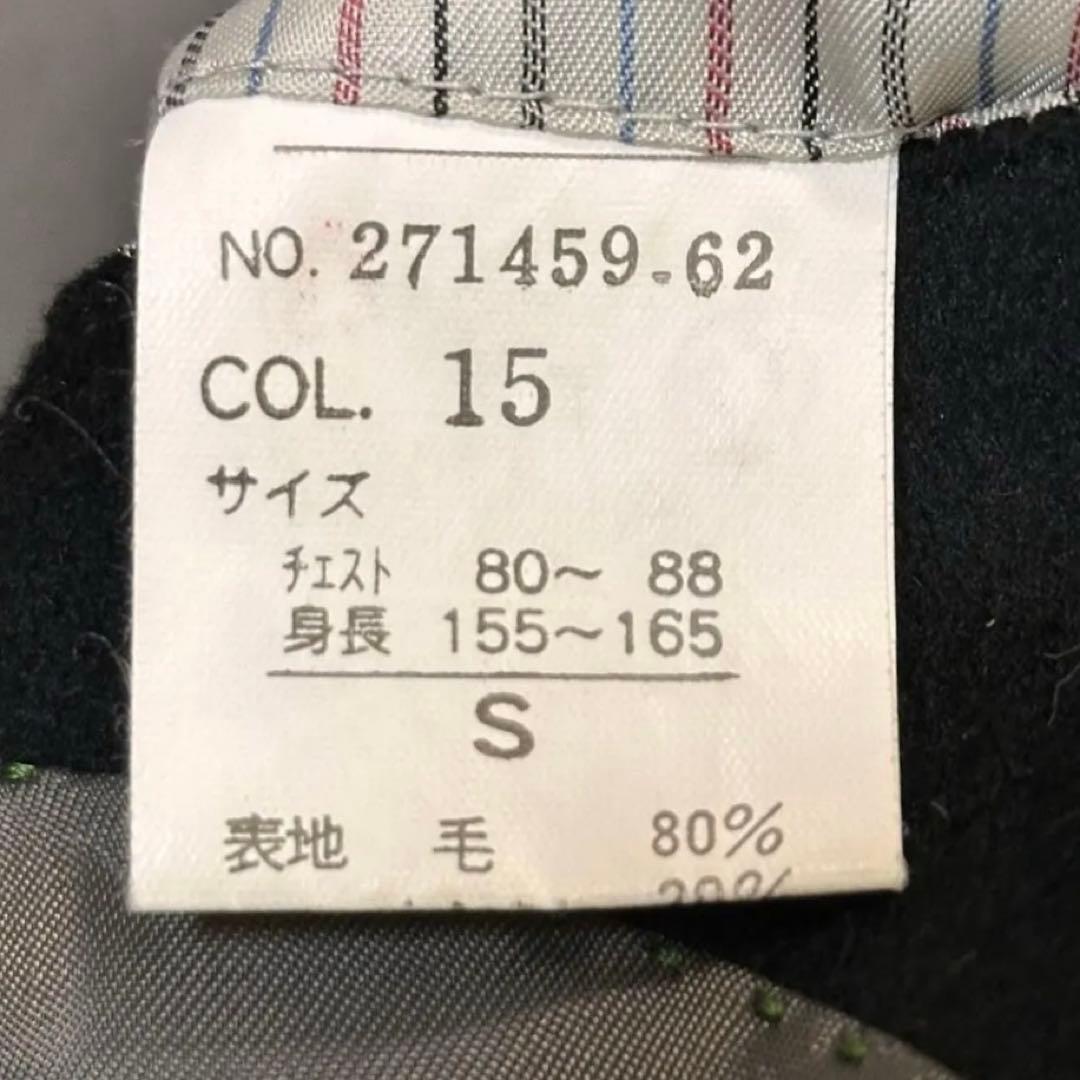 NO. 271459-62
COL. 15
サイズ
チェスト 80～ 88
身長 155～165
S
表地 毛 80%
20%